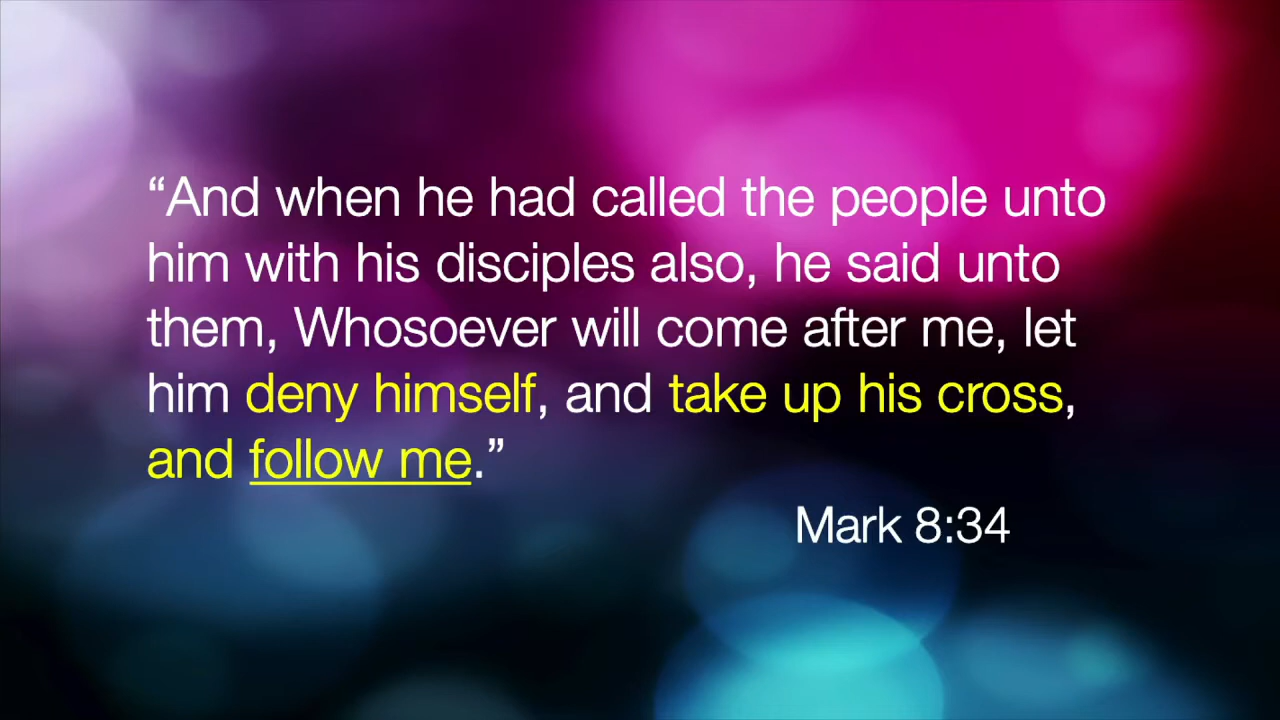 “And when he had called the people unto
him with his disciples also, he said unto
them, Whosoever will come after me, let
him deny himself, and take up his cross,
and follow me.”
Mark 8:34